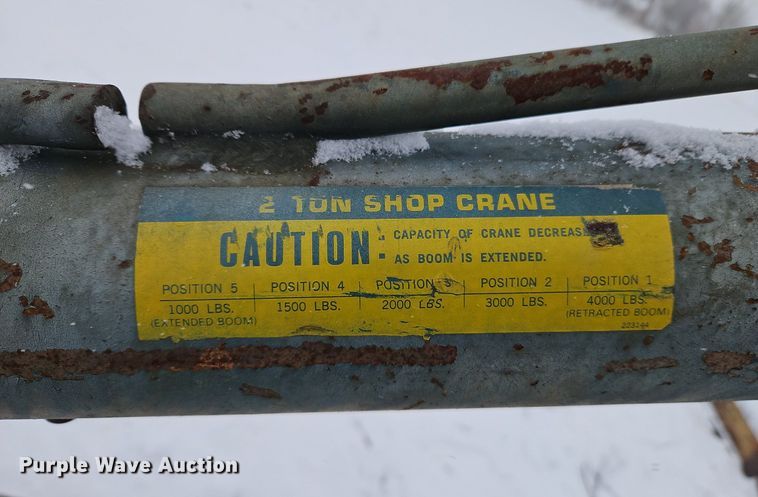 2 TON SHOP CRANE
CAUTION: CAPACITY OF CRANE DECREASES
AS BOOM IS EXTENDED.
POSITION 5 POSITION 4 POSITION 3 POSITION 2 POSITION 1
1000 LBS. 1500 LBS. 2000 LBS. 3000 LBS. 4000 LBS.
(EXTENDED BOOM) (RETRACTED BOOM)
Purple Wave Auction